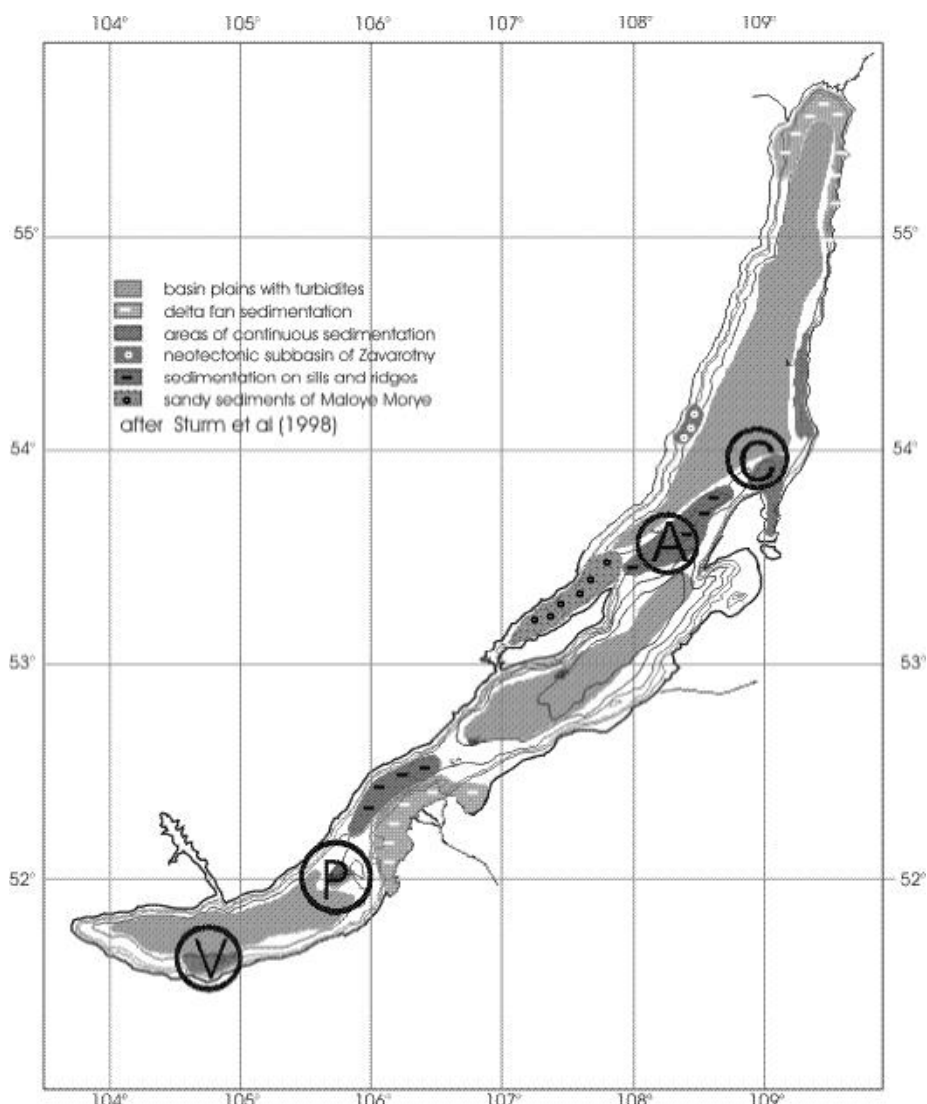 104° 105° 106° 107° 108° 109°
55° 55°
basin plains with turbidites
delta fan sedimentation
areas of continuous sedimentation
neotectonic subbasin of Zavarotny
sedimentation on sills and ridges
sandy sediments of Maloye Morye
after Sturm et al (1998)
54° 54°
C
A
53° 53°
52° 52°
P
V
104° 105° 106° 107° 108° 109°